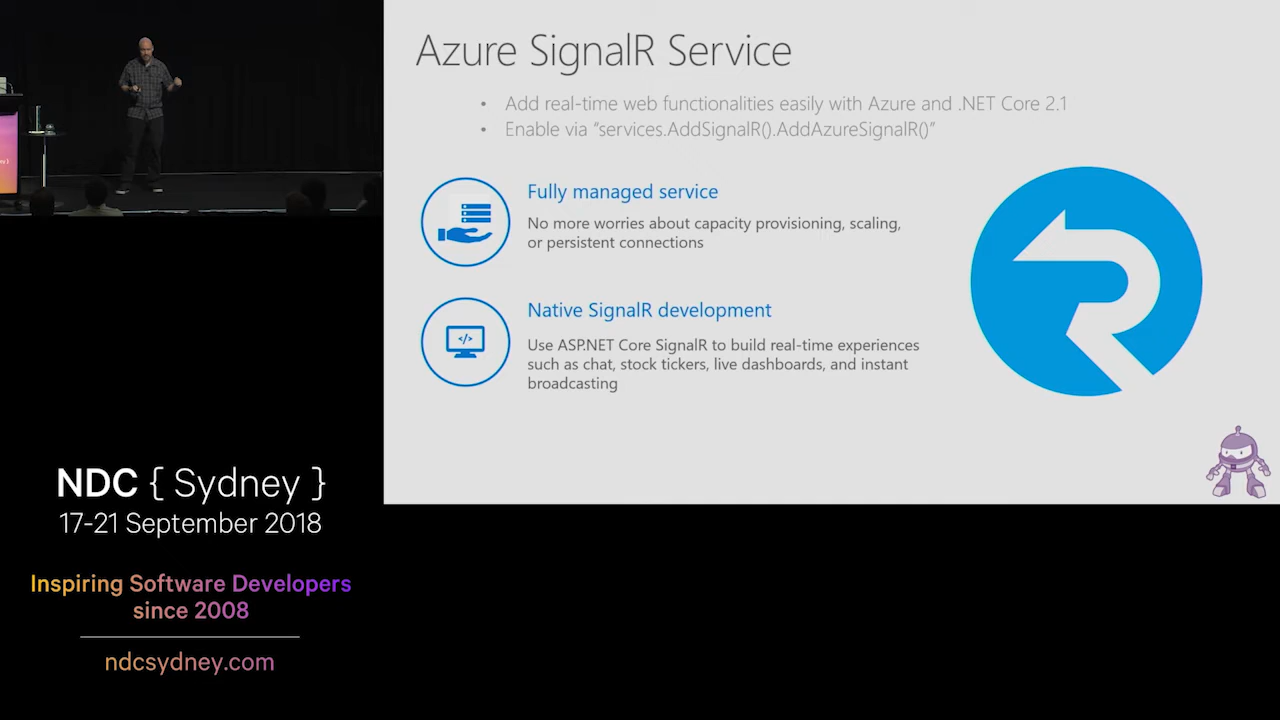 Azure SignalR Service
• Add real-time web functionalities easily with Azure and .NET Core 2.1
• Enable via “services.AddSignalR().AddAzureSignalR()”
Fully managed service
No more worries about capacity provisioning, scaling,
or persistent connections
</>
Native SignalR development
Use ASP.NET Core SignalR to build real-time experiences
such as chat, stock tickers, live dashboards, and instant
broadcasting
NDC { Sydney }
17-21 September 2018
Inspiring Software Developers
since 2008
ndcsydney.com